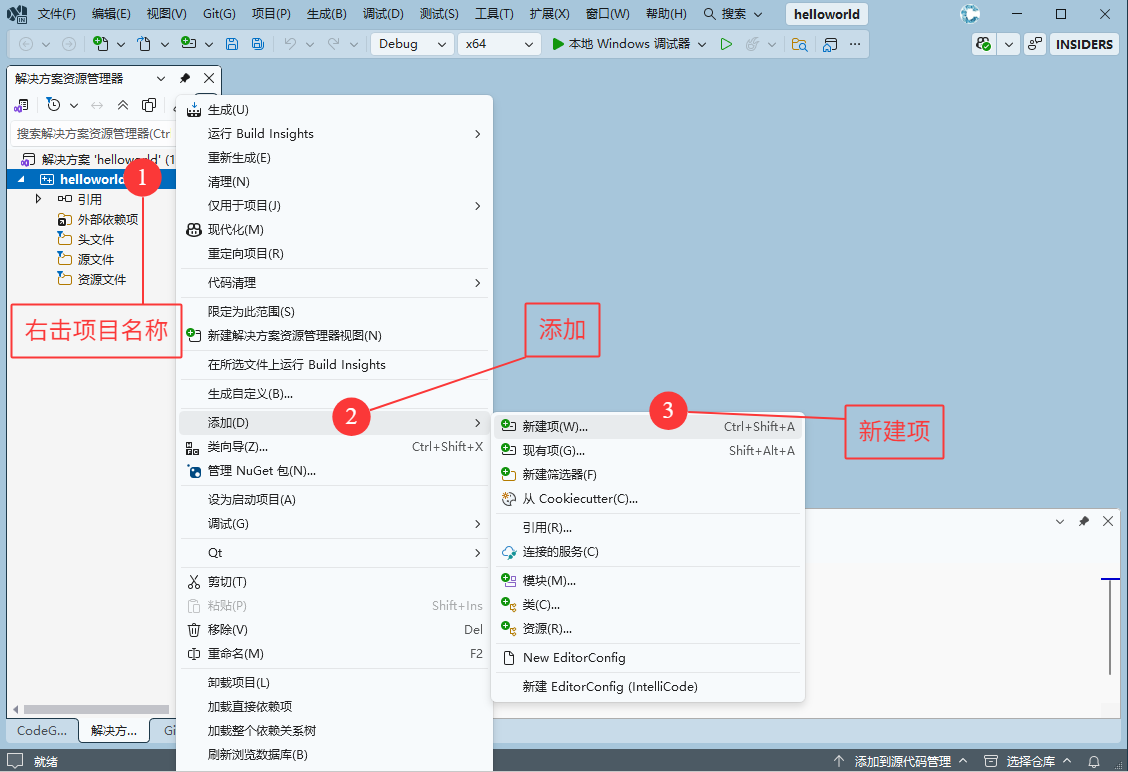 文件(F) 编辑(E) 视图(V) Git(G) 项目(P) 生成(B) 调试(D) 测试(S) 工具(T) 扩展(X) 窗口(W) 帮助(H) 搜索 helloworld
Debug x64 本地 Windows 调试器 INSIDERS
解决方案资源管理器
搜索解决方案资源管理器(Ctr
解决方案 'helloworld' (1
helloworld
引用
外部依赖项
头文件
源文件
资源文件
1
右击项目名称
生成(U)
运行 Build Insights
重新生成(E)
清理(N)
仅用于项目(J)
现代化(M)
重定向项目(R)
代码清理
限定为此范围(S)
新建解决方案资源管理器视图(N)
在所选文件上运行 Build Insights
生成自定义(B)...
添加(D)
类向导(Z)... Ctrl+Shift+X
管理 NuGet 包(N)...
设为启动项目(A)
调试(G)
Qt
剪切(T)
粘贴(P) Shift+Ins
移除(V) Del
重命名(M) F2
卸载项目(L)
加载直接依赖项
加载整个依赖关系树
刷新浏览数据库(B)
2
添加
新建项(W)... Ctrl+Shift+A
现有项(G)... Shift+Alt+A
新建筛选器(F)
从 Cookiecutter(C)...
引用(R)...
连接的服务(C)
模块(M)...
类(C)...
资源(R)...
New EditorConfig
新建 EditorConfig (IntelliCode)
3
新建项
CodeG... 解决方... Gi
就绪 添加到源代码管理 选择仓库